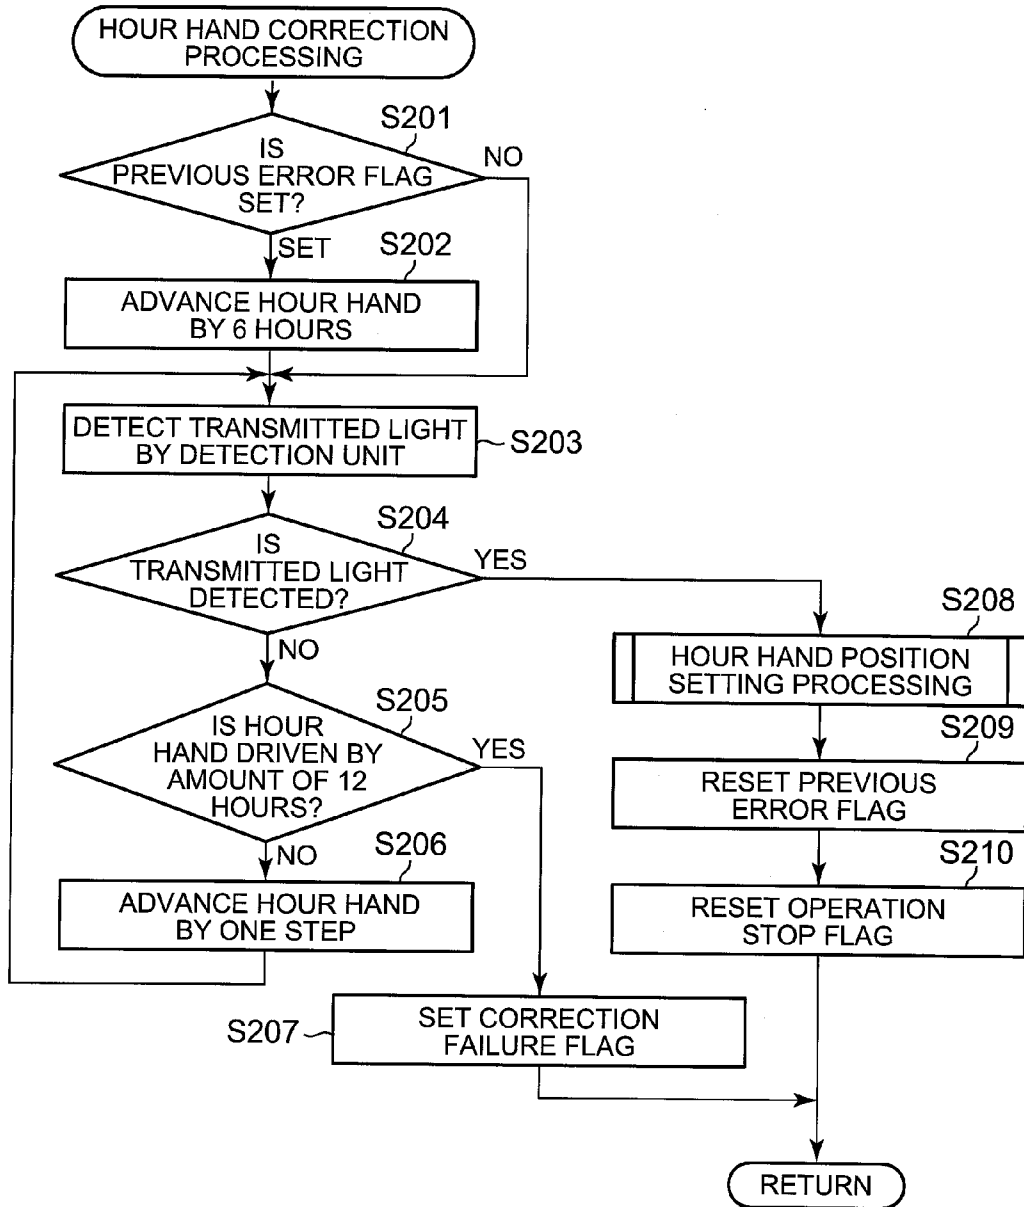 HOUR HAND CORRECTION
PROCESSING
S201
IS
PREVIOUS ERROR FLAG
SET?
NO
SET
S202
ADVANCE HOUR HAND
BY 6 HOURS
DETECT TRANSMITTED LIGHT
BY DETECTION UNIT
S203
S204
IS
TRANSMITTED LIGHT
DETECTED?
YES
NO
S208
HOUR HAND POSITION
SETTING PROCESSING
S205
IS HOUR
HAND DRIVEN BY
AMOUNT OF 12
HOURS?
YES
NO
S209
RESET PREVIOUS
ERROR FLAG
S206
ADVANCE HOUR HAND
BY ONE STEP
S210
RESET OPERATION
STOP FLAG
S207
SET CORRECTION
FAILURE FLAG
RETURN